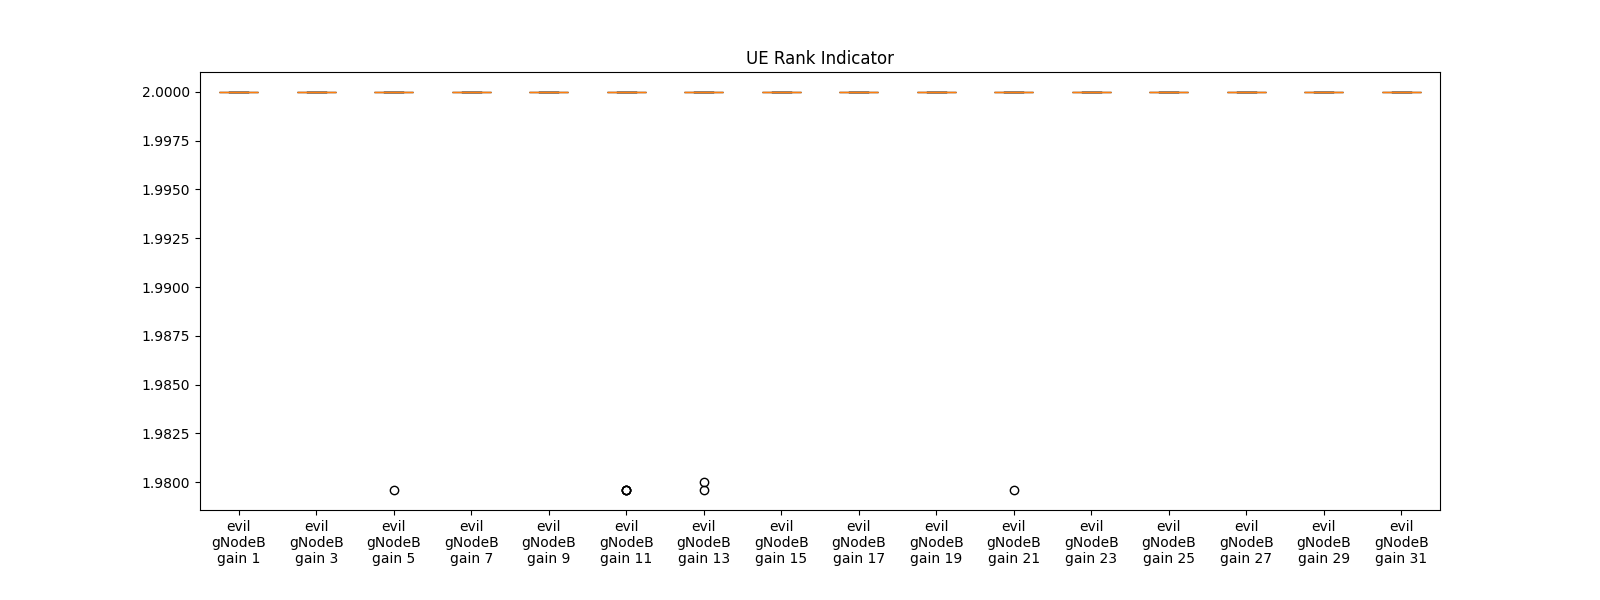 UE Rank Indicator
2.0000
1.9975
1.9950
1.9925
1.9900
1.9875
1.9850
1.9825
1.9800
evil gNodeB gain 1
evil gNodeB gain 3
evil gNodeB gain 5
evil gNodeB gain 7
evil gNodeB gain 9
evil gNodeB gain 11
evil gNodeB gain 13
evil gNodeB gain 15
evil gNodeB gain 17
evil gNodeB gain 19
evil gNodeB gain 21
evil gNodeB gain 23
evil gNodeB gain 25
evil gNodeB gain 27
evil gNodeB gain 29
evil gNodeB gain 31